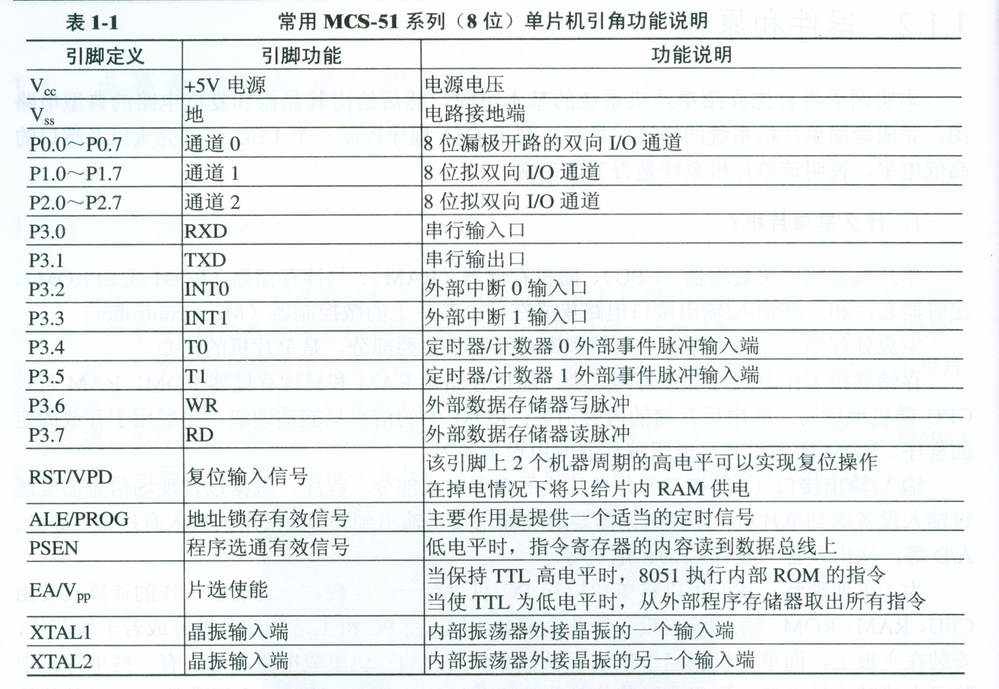 表 1-1 常用 MCS-51 系列（8 位）单片机引角功能说明
引脚定义 引脚功能 功能说明
Vcc +5V 电源 电源电压
Vss 地 电路接地端
P0.0～P0.7 通道 0 8 位漏极开路的双向 I/O 通道
P1.0～P1.7 通道 1 8 位拟双向 I/O 通道
P2.0～P2.7 通道 2 8 位拟双向 I/O 通道
P3.0 RXD 串行输入口
P3.1 TXD 串行输出口
P3.2 INT0 外部中断 0 输入口
P3.3 INT1 外部中断 1 输入口
P3.4 T0 定时器/计数器 0 外部事件脉冲输入端
P3.5 T1 定时器/计数器 1 外部事件脉冲输入端
P3.6 WR 外部数据存储器写脉冲
P3.7 RD 外部数据存储器读脉冲
RST/VPD 复位输入信号 该引脚上 2 个机器周期的高电平可以实现复位操作
在掉电情况下将只给片内 RAM 供电
ALE/PROG 地址锁存有效信号 主要作用是提供一个适当的定时信号
PSEN 程序选通有效信号 低电平时，指令寄存器的内容读到数据总线上
EA/Vpp 片选使能 当保持 TTL 高电平时，8051 执行内部 ROM 的指令
当使 TTL 为低电平时，从外部程序存储器取出所有指令
XTAL1 晶振输入端 内部振荡器外接晶振的一个输入端
XTAL2 晶振输入端 内部振荡器外接晶振的另一个输入端